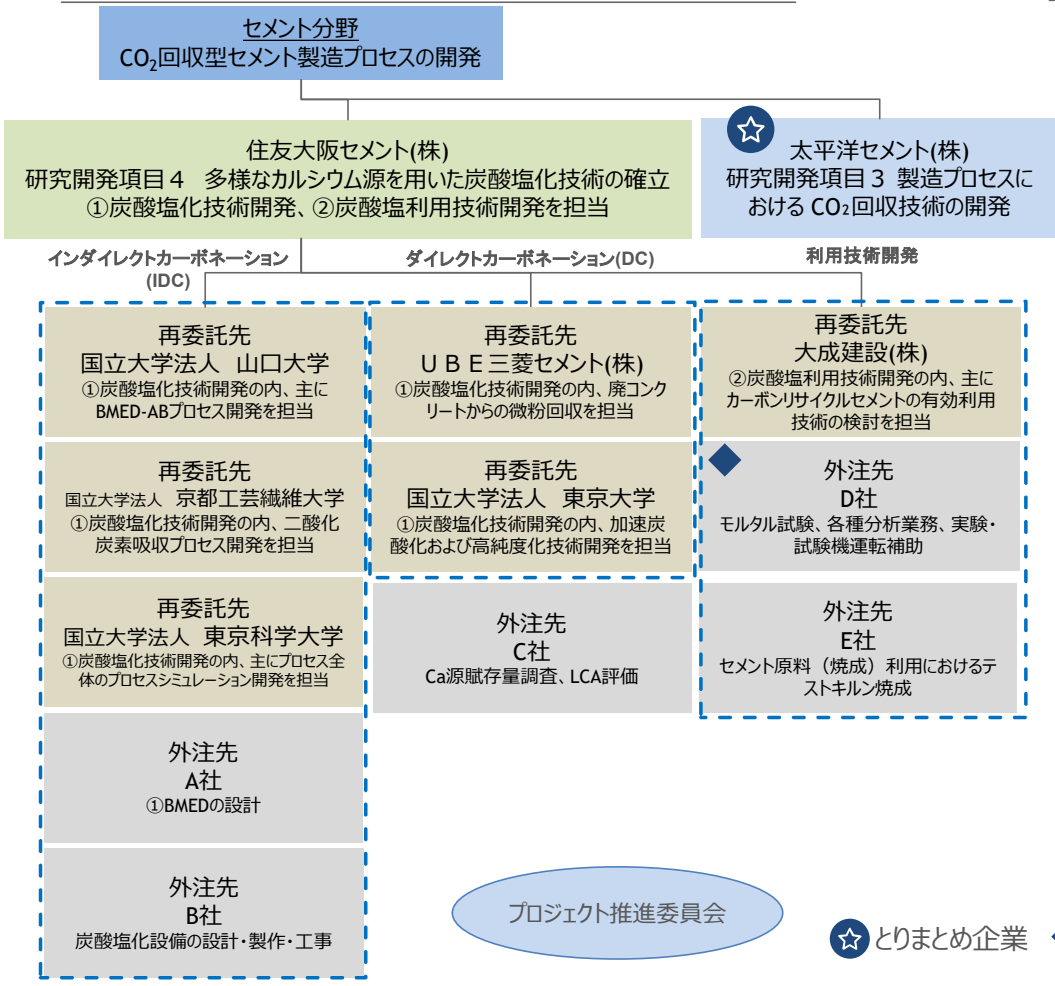 セメント分野
CO₂回収型セメント製造プロセスの開発
住友大阪セメント(株)
研究開発項目４ 多様なカルシウム源を用いた炭酸塩化技術の確立
①炭酸塩化技術開発、②炭酸塩利用技術開発を担当
太平洋セメント(株)
研究開発項目３ 製造プロセスに
おける CO₂回収技術の開発
インダイレクトカーボネーション
(IDC)
ダイレクトカーボネーション(DC)
利用技術開発
再委託先
国立大学法人 山口大学
①炭酸塩化技術開発の内、主に
BMED-ABプロセス開発を担当
再委託先
国立大学法人 京都工芸繊維大学
①炭酸塩化技術開発の内、二酸化
炭素吸収プロセス開発を担当
再委託先
国立大学法人 東京科学大学
①炭酸塩化技術開発の内、主にプロセス全
体のプロセスシミュレーション開発を担当
外注先
A社
①BMEDの設計
外注先
B社
炭酸塩化設備の設計・製作・工事
再委託先
ＵＢＥ三菱セメント(株)
①炭酸塩化技術開発の内、廃コンク
リートからの微粉回収を担当
再委託先
国立大学法人 東京大学
①炭酸塩化技術開発の内、加速炭
酸化および高純度化技術開発を担当
外注先
C社
Ca源賦存量調査、LCA評価
再委託先
大成建設(株)
②炭酸塩利用技術開発の内、主に
カーボンリサイクルセメントの有効利用
技術の検討を担当
外注先
D社
モルタル試験、各種分析業務、実験・
試験機運転補助
外注先
E社
セメント原料（焼成）利用におけるテ
ストキルン焼成
プロジェクト推進委員会
とりまとめ企業